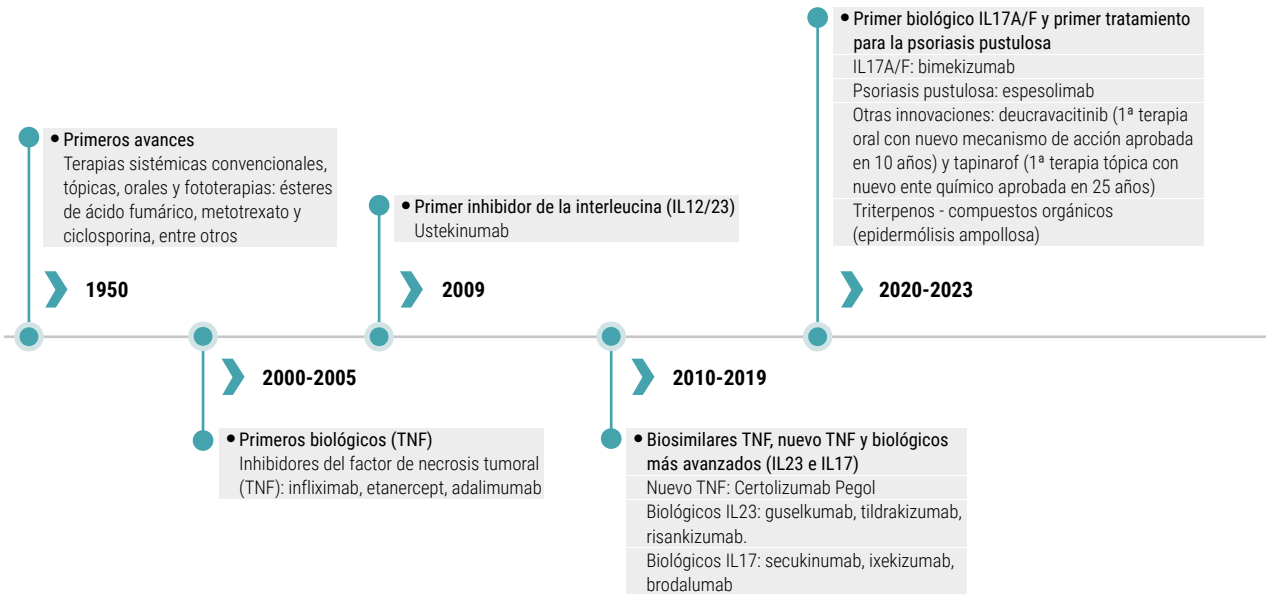 • Primeros avances
Terapias sistémicas convencionales,
tópicas, orales y fototerapias: ésteres
de ácido fumárico, metotrexato y
ciclosporina, entre otros
1950
2000-2005
• Primeros biológicos (TNF)
Inhibidores del factor de necrosis tumoral
(TNF): infliximab, etanercept, adalimumab
• Primer inhibidor de la interleucina (IL12/23)
Ustekinumab
2009
2010-2019
• Biosimilares TNF, nuevo TNF y biológicos
más avanzados (IL23 e IL17)
Nuevo TNF: Certolizumab Pegol
Biológicos IL23: guselkumab, tildrakizumab,
risankizumab.
Biológicos IL17: secukinumab, ixekizumab,
brodalumab
• Primer biológico IL17A/F y primer tratamiento
para la psoriasis pustulosa
IL17A/F: bimekizumab
Psoriasis pustulosa: espesolimab
Otras innovaciones: deucravacitinib (1ª terapia
oral con nuevo mecanismo de acción aprobada
en 10 años) y tapinarof (1ª terapia tópica con
nuevo ente químico aprobada en 25 años)
Triterpenos - compuestos orgánicos
(epidermólisis ampollosa)
2020-2023